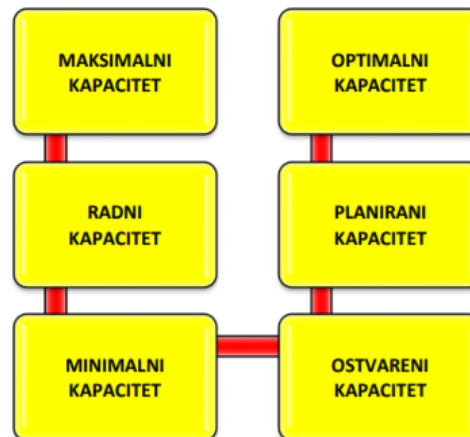 MAKSIMALNI
KAPACITET
RADNI
KAPACITET
MINIMALNI
KAPACITET
OSTVARENI
KAPACITET
PLANIRANI
KAPACITET
OPTIMALNI
KAPACITET